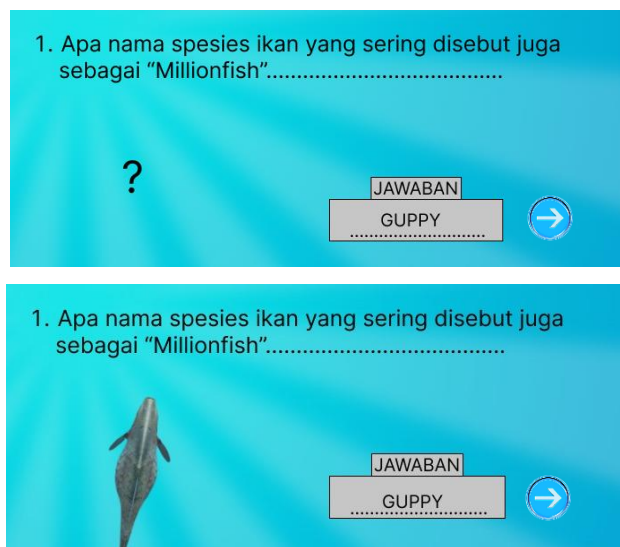 1. Apa nama spesies ikan yang sering disebut juga
sebagai “Millionfish”.......................................
?
JAWABAN
GUPPY
............................
1. Apa nama spesies ikan yang sering disebut juga
sebagai “Millionfish”.......................................
JAWABAN
GUPPY
............................